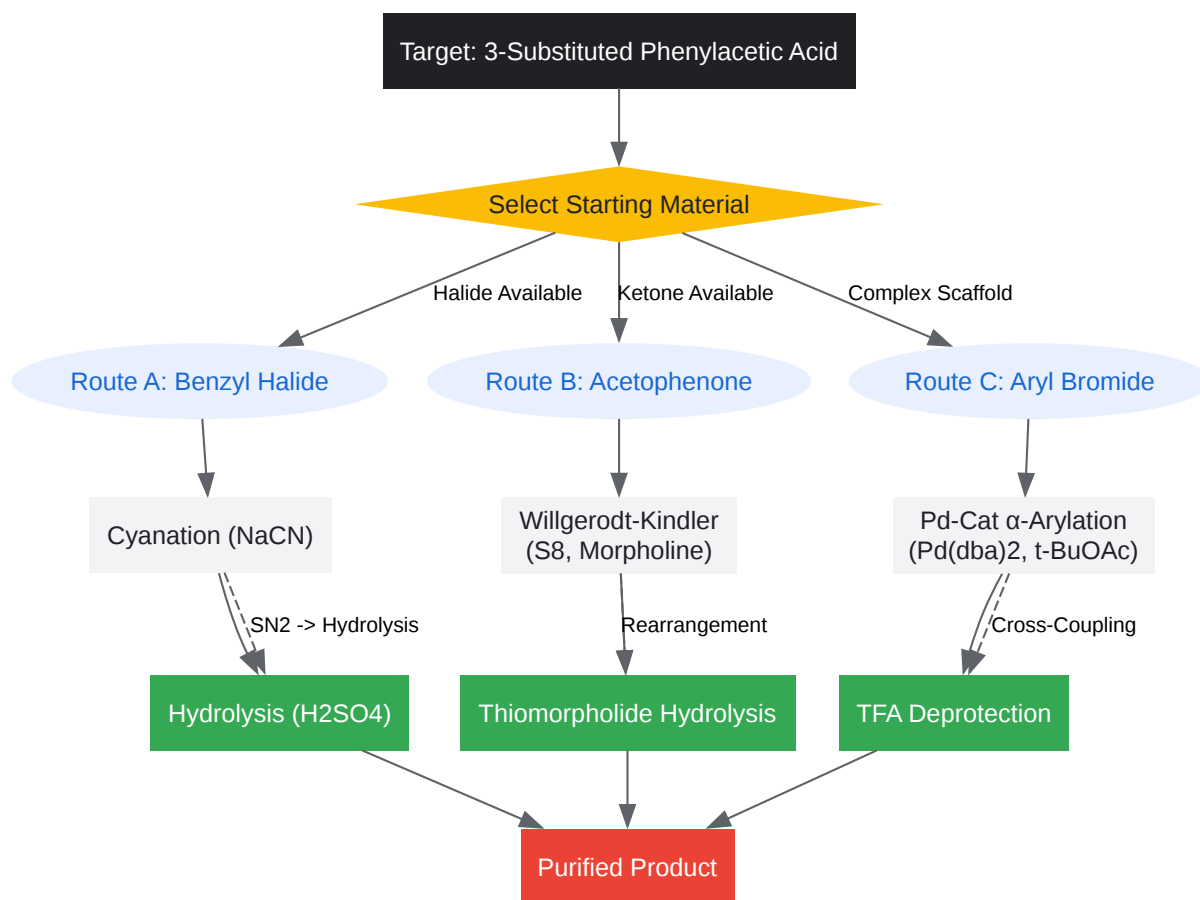 Target: 3-Substituted Phenylacetic Acid
Select Starting Material
Halide Available
Ketone Available
Complex Scaffold
Route A: Benzyl Halide
Route B: Acetophenone
Route C: Aryl Bromide
Cyanation (NaCN)
Willgerodt-Kindler
(S8, Morpholine)
Pd-Cat α-Arylation
(Pd(dba)2, t-BuOAc)
SN2 -> Hydrolysis
Rearrangement
Cross-Coupling
Hydrolysis (H2SO4)
Thiomorpholide Hydrolysis
TFA Deprotection
Purified Product